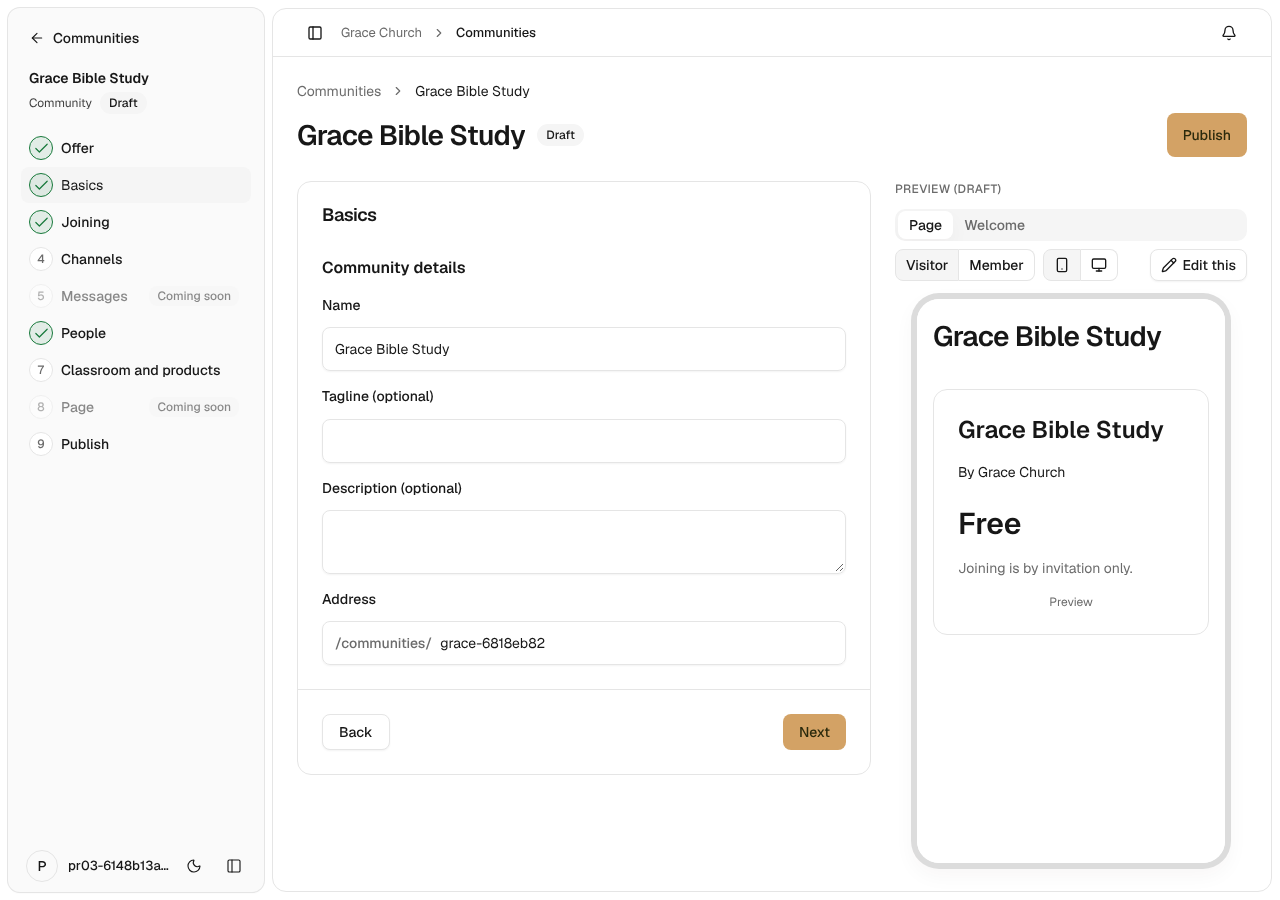 Communities
Grace Bible Study
Community Draft
Offer
Basics
Joining
4 Channels
5 Messages Coming soon
People
7 Classroom and products
8 Page Coming soon
9 Publish
P pr03-6148b13a...
Grace Church > Communities
Communities > Grace Bible Study
Grace Bible Study Draft
Publish
Basics
Community details
Name
Grace Bible Study
Tagline (optional)
Description (optional)
Address
/communities/ grace-6818eb82
Back Next
PREVIEW (DRAFT)
Page Welcome
Visitor Member Edit this
Grace Bible Study
Grace Bible Study
By Grace Church
Free
Joining is by invitation only.
Preview